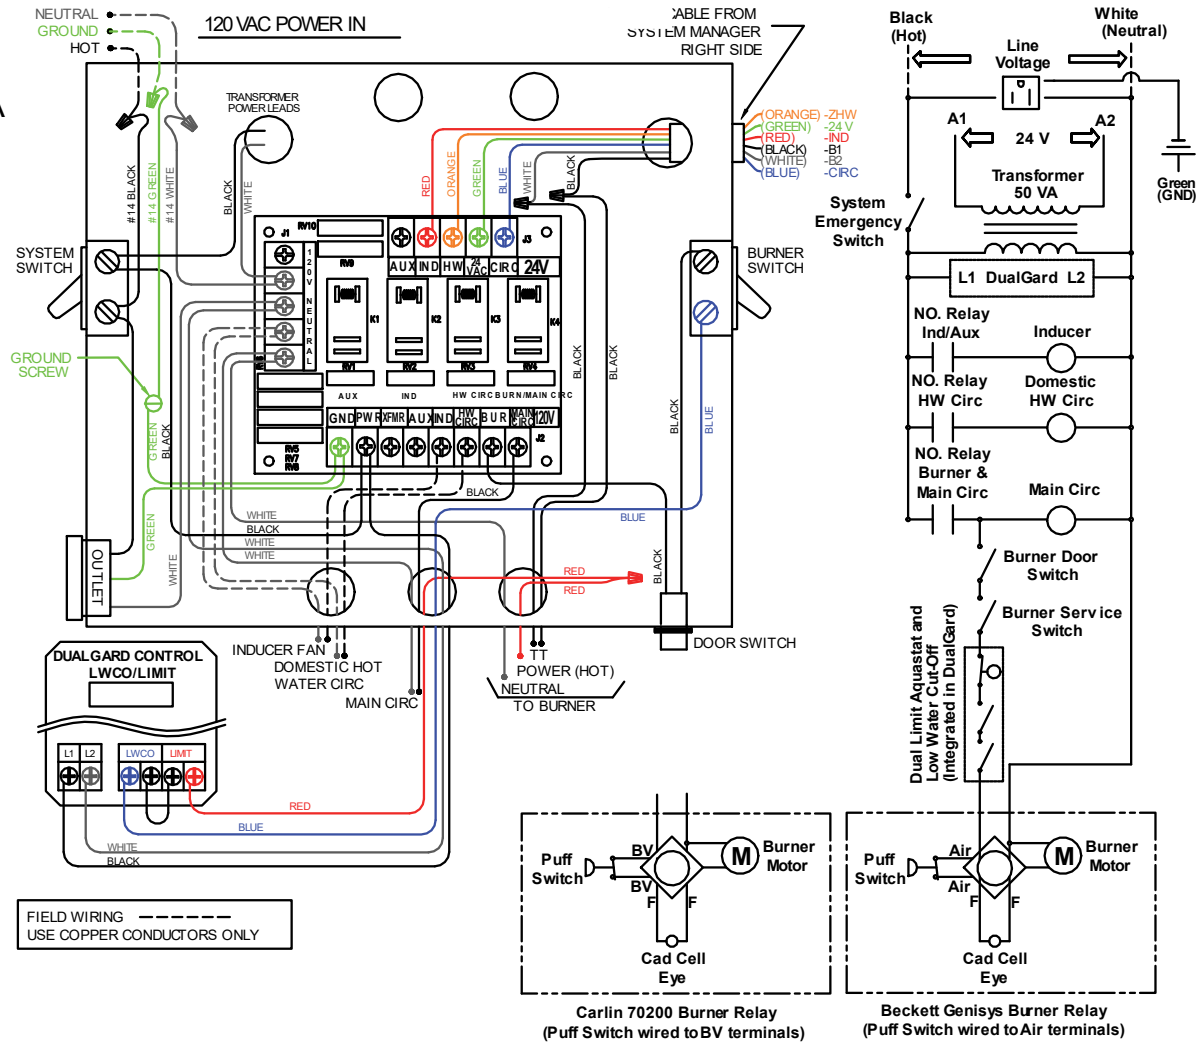 NEUTRAL
GROUND
HOT
120 VAC POWER IN
CABLE FROM
SYSTEM MANAGER
RIGHT SIDE
A
TRANSFORMER
POWER LEADS
(ORANGE) -ZHW
(GREEN) -24 V
(RED) -IND
(BLACK) -B1
(WHITE) -B2
(BLUE) -CIRC
#14 BLACK
#14 GREEN
#14 WHITE
BLACK
WHITE
RED
ORANGE
GREEN
BLUE
WHITE
BLACK
SYSTEM
SWITCH
BURNER
SWITCH
RV10
RV9
J1
J3
120V NEUTRAL
AUX IND HW 24 VAC CIRC 24V
K1
K2
K3
K4
RV1
RV2
RV3
RV4
AUX
IND
HW CIRC
BURN/MAIN CIRC
GND PWR XFMR AUX IND HW CIRC BUR MAIN CIRC 120V
J2
RV5
RV7
RV8
GROUND
SCREW
GREEN
BLACK
BLACK
BLACK
BLACK
BLUE
BLACK
WHITE
BLACK
WHITE
WHITE
BLUE
GREEN
WHITE
BLACK
RED
RED
OUTLET
DOOR SWITCH
INDUCER FAN
DOMESTIC HOT
WATER CIRC
MAIN CIRC
TT
POWER (HOT)
NEUTRAL
TO BURNER
DUALGARD CONTROL
LWCO/LIMIT
L1 L2 LWCO LIMIT
RED
BLUE
WHITE
BLACK
FIELD WIRING
USE COPPER CONDUCTORS ONLY
Black
(Hot)
White
(Neutral)
Line
Voltage
A1
24 V
A2
Transformer
50 VA
Green
(GND)
System
Emergency
Switch
L1 DualGard L2
NO. Relay
Ind/Aux
Inducer
NO. Relay
HW Circ
Domestic
HW Circ
NO. Relay
Burner &
Main Circ
Main Circ
Burner Door
Switch
Burner Service
Switch
Dual Limit Aquastat and
Low Water Cut-Off
(Integrated in DualGard)
Puff
Switch
BV
BV
F
F
M
Burner
Motor
Cad Cell
Eye
Carlin 70200 Burner Relay
(Puff Switch wired to BV terminals)
Puff
Switch
Air
Air
F
F
M
Burner
Motor
Cad Cell
Eye
Beckett Genisys Burner Relay
(Puff Switch wired to Air terminals)